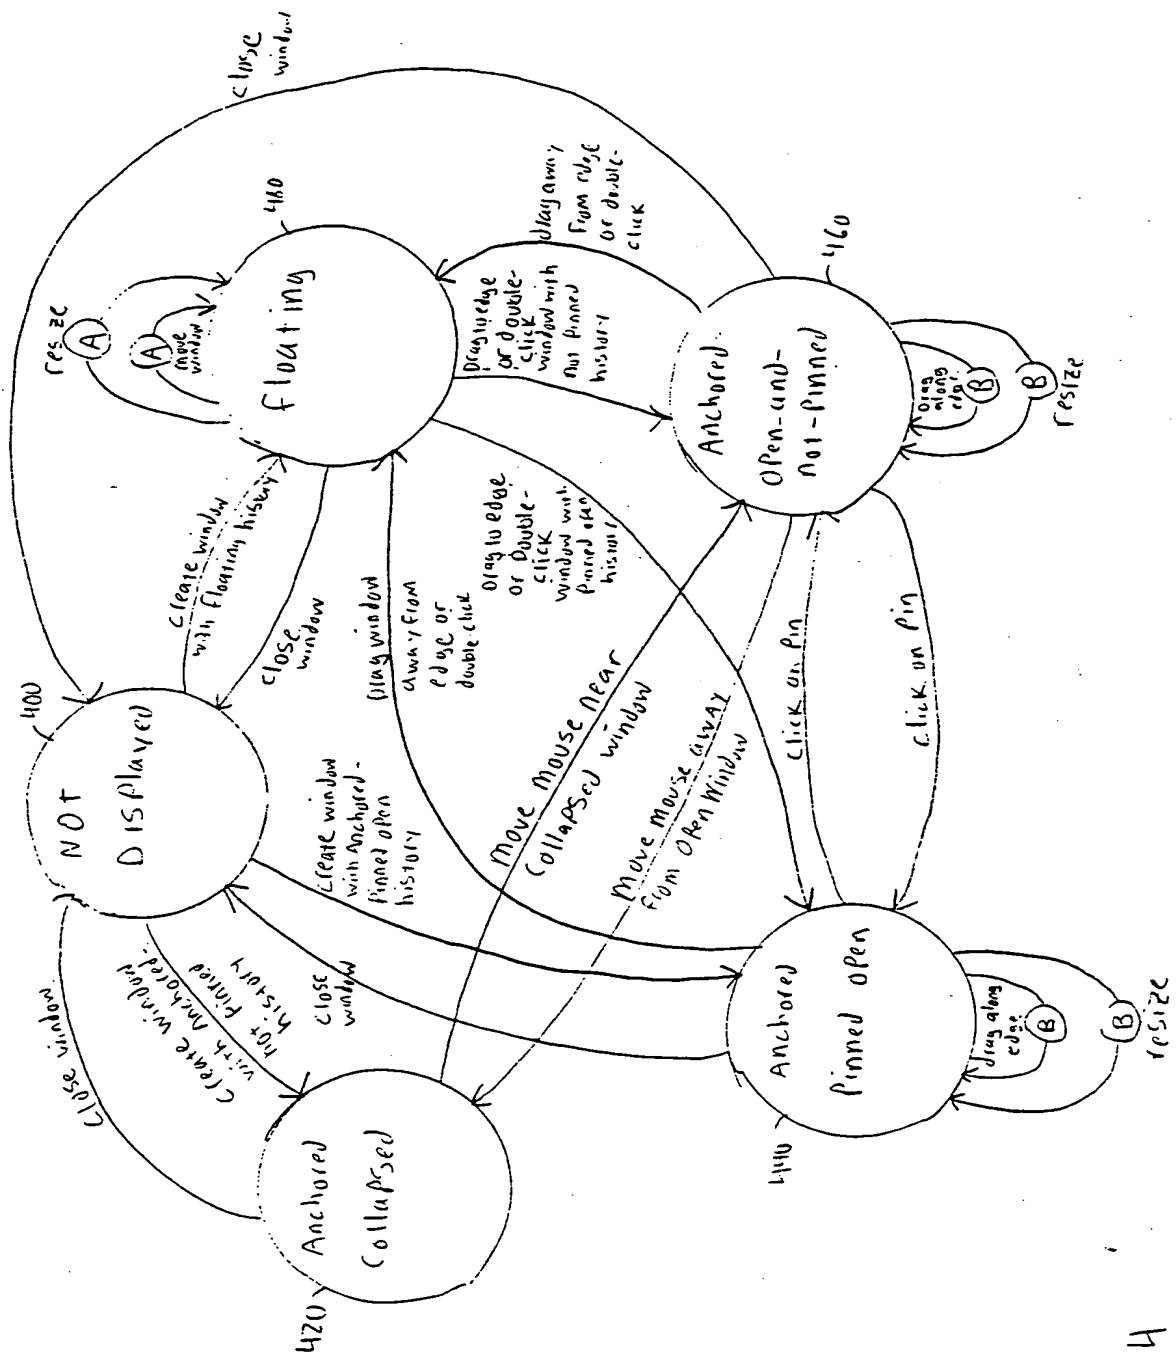 close
window
resize
A
A
move
window
floating
480
400
NOT
DISPLAYED
create window
with floating history
close
window
Drag window
away from
edge or
double click
Drag to edge
or Double-
click
window with
pinned open
history
Drag to edge
or double-
click
window with
not pinned
history
drag away
from edge
or double-
click
460
Anchored
Open-and-
not-pinned
Drag
along
edge
B
B
resize
close window
create window
with Anchored-
not pinned
history
create window
with Anchored-
pinned open
history
close
window
move mouse near
collapsed window
move mouse away
from open window
click on pin
click on pin
420
Anchored
Collapsed
440
Anchored
Pinned open
drag along
edge
B
B
resize
4